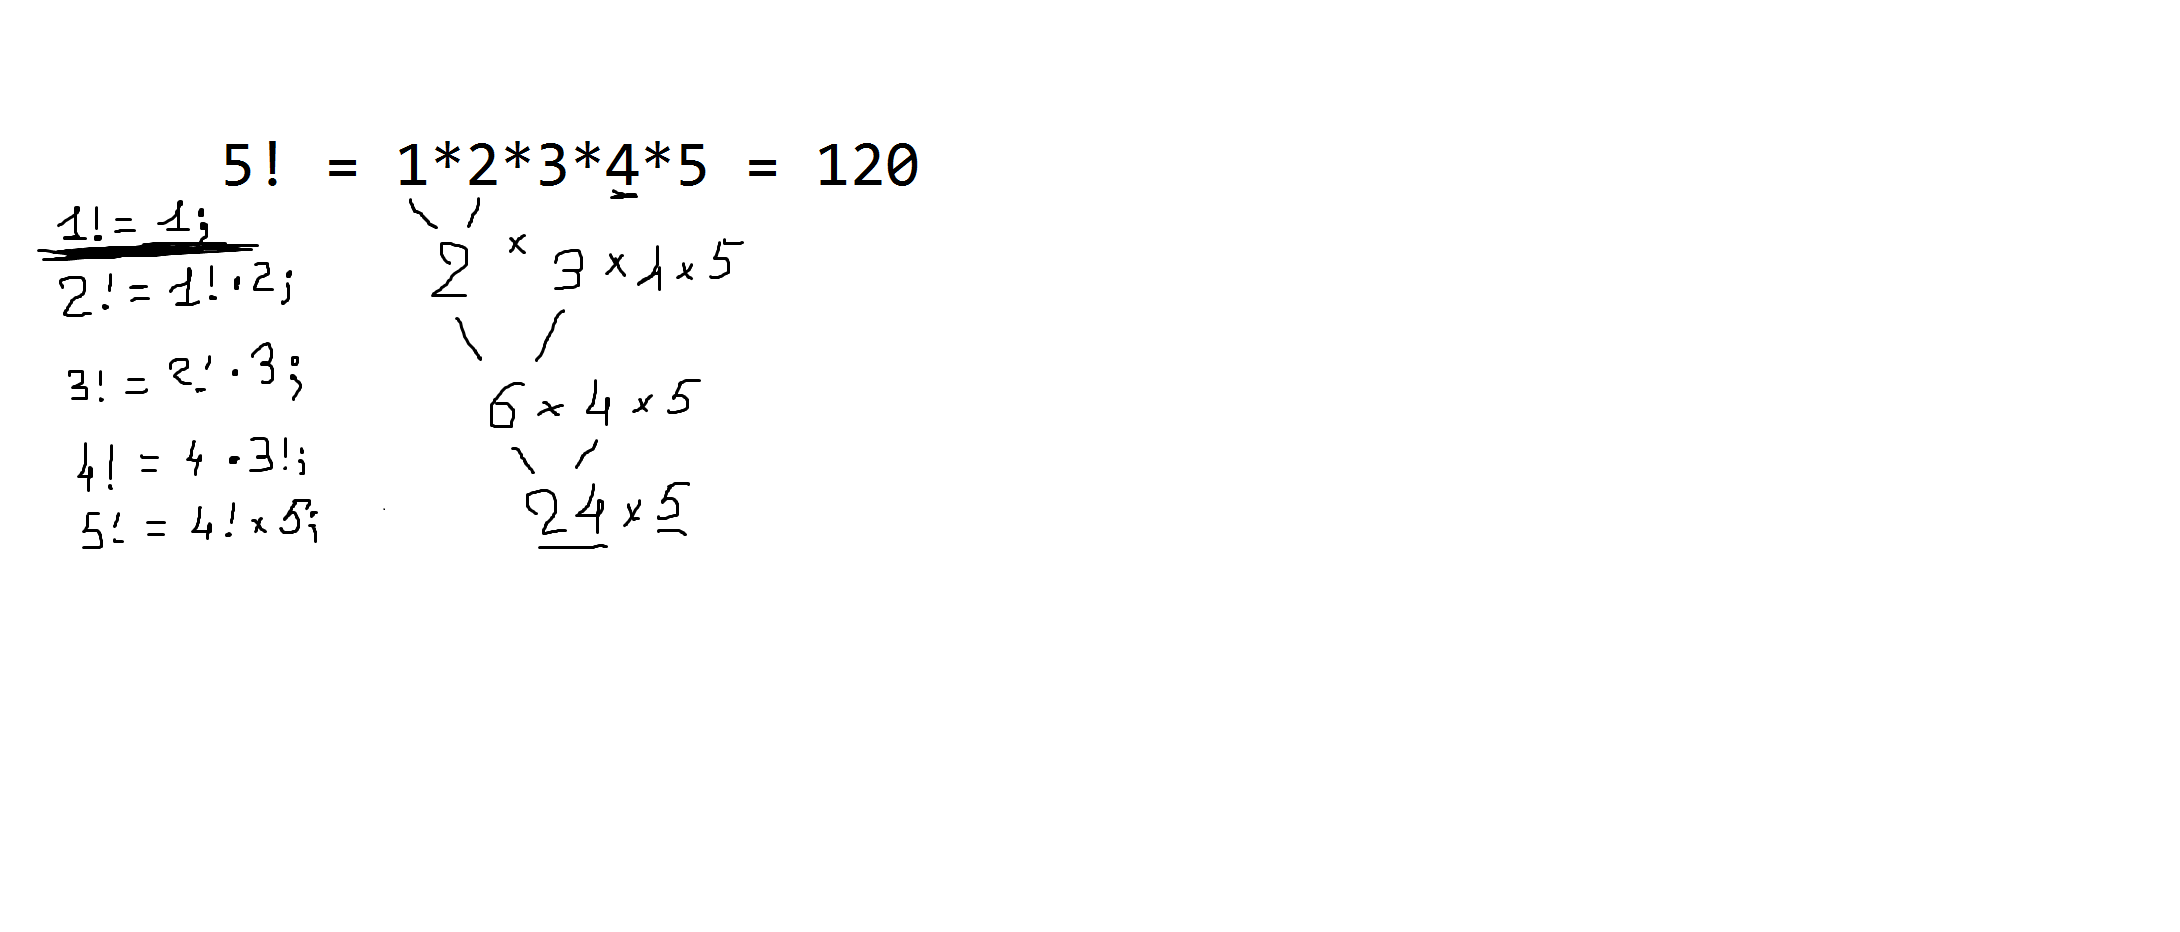 5! = 1*2*3*4*5 = 120
1! = 1;
2! = 1! · 2;
3! = 2! · 3;
4! = 4 · 3!;
5! = 4! x 5;
2 x 3 x 4 x 5
6 x 4 x 5
24 x 5